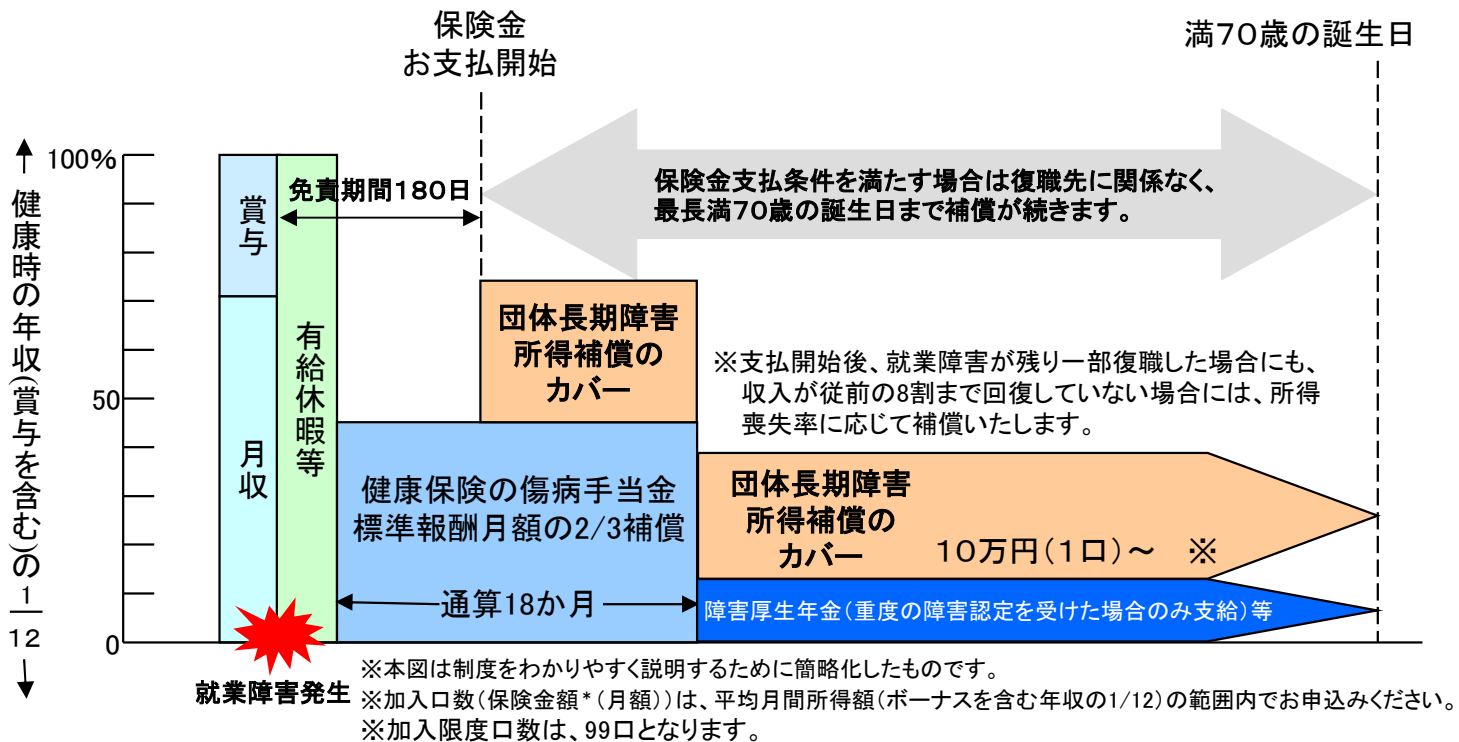 保険金
お支払開始
満70歳の誕生日
↑健康時の年収(賞与を含む)の1/12↓
100%
50
0
賞与
月収
有給休暇等
免責期間180日
保険金支払条件を満たす場合は復職先に関係なく、
最長満70歳の誕生日まで補償が続きます。
団体長期障害
所得補償の
カバー
※支払開始後、就業障害が残り一部復職した場合にも、
収入が従前の8割まで回復していない場合には、所得
喪失率に応じて補償いたします。
健康保険の傷病手当金
標準報酬月額の2/3補償
通算18か月
団体長期障害
所得補償の
カバー
10万円(1口)～ ※
障害厚生年金(重度の障害認定を受けた場合のみ支給)等
就業障害発生
※本図は制度をわかりやすく説明するために簡略化したものです。
※加入口数(保険金額*(月額))は、平均月間所得額(ボーナスを含む年収の1/12)の範囲内でお申込みください。
※加入限度口数は、99口となります。